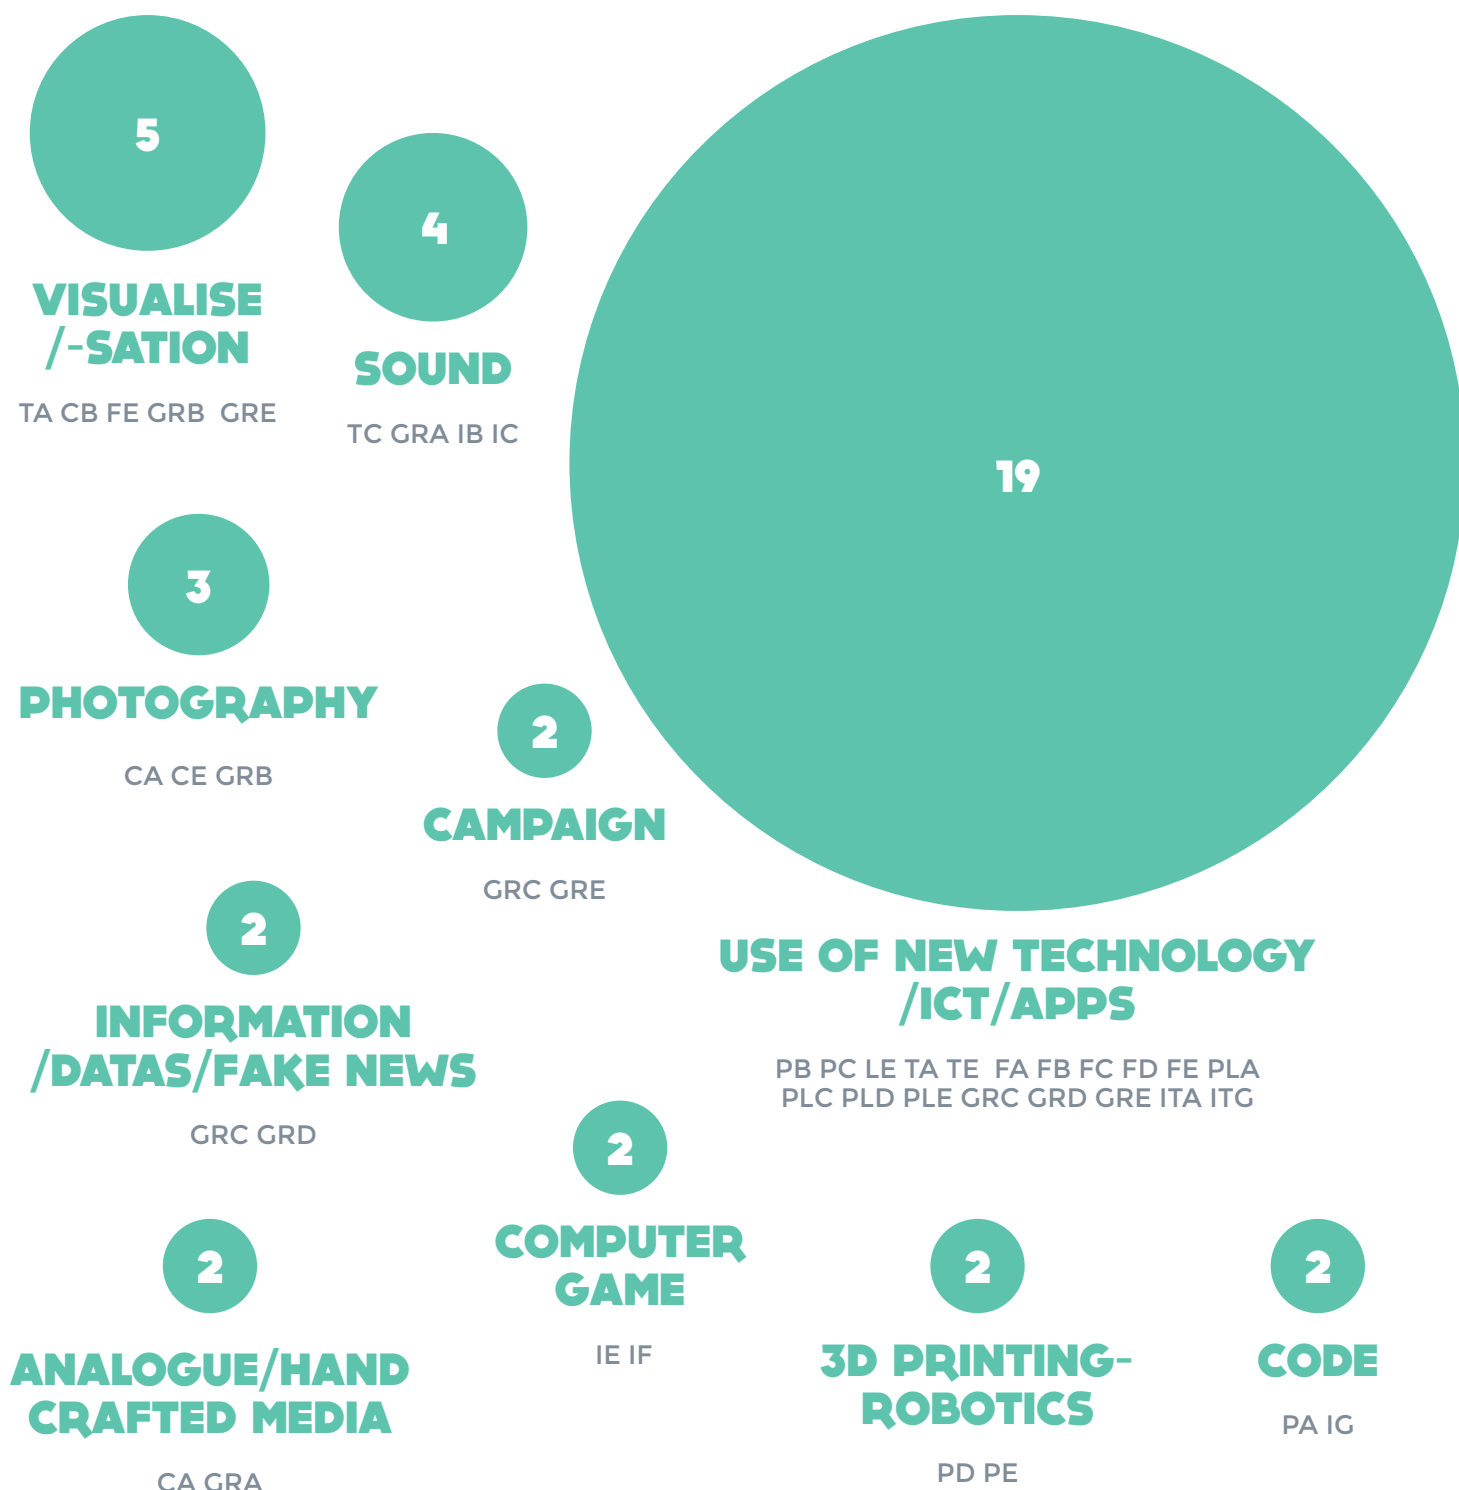 5
VISUALISE
/-SATION
TA CB FE GRB GRE
4
SOUND
TC GRA IB IC
19
USE OF NEW TECHNOLOGY
/ICT/APPS
PB PC LE TA TE FA FB FC FD FE PLA
PLC PLD PLE GRC GRD GRE ITA ITG
3
PHOTOGRAPHY
CA CE GRB
2
CAMPAIGN
GRC GRE
2
INFORMATION
/DATAS/FAKE NEWS
GRC GRD
2
COMPUTER
GAME
IE IF
2
ANALOGUE/HAND
CRAFTED MEDIA
CA GRA
2
3D PRINTING-
ROBOTICS
PD PE
2
CODE
PA IG